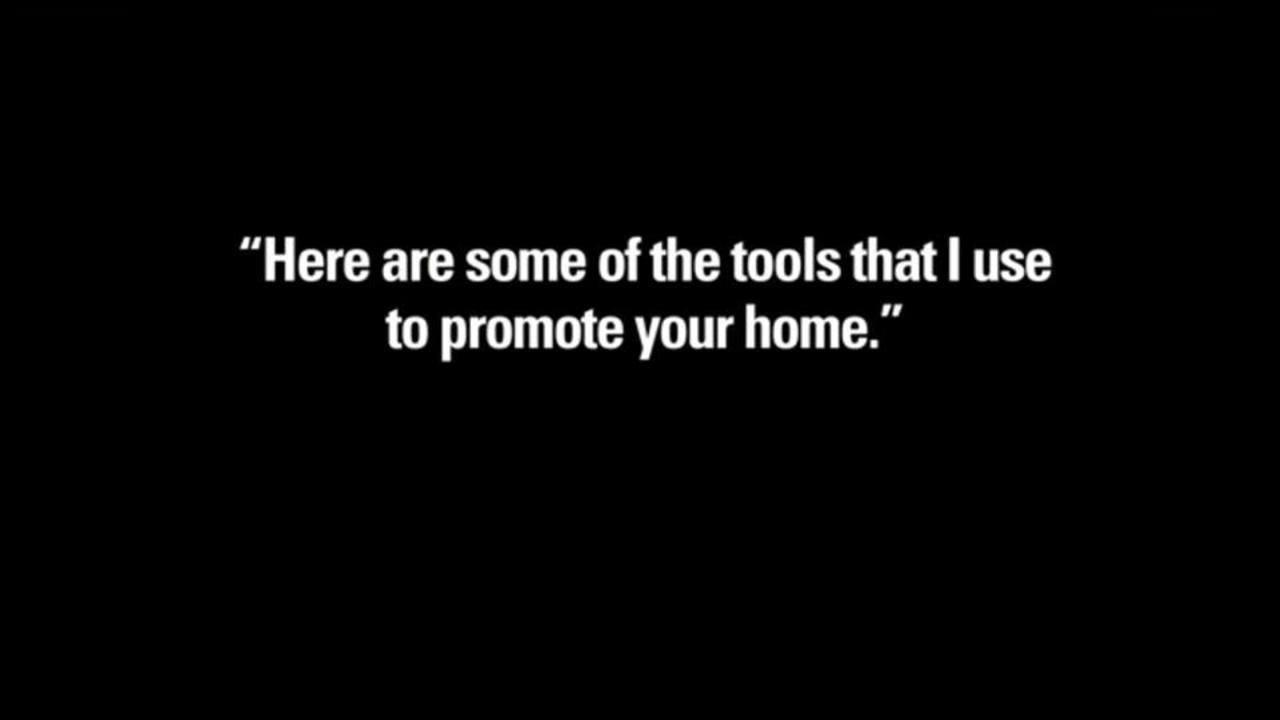 “Here are some of the tools that I use
to promote your home.”